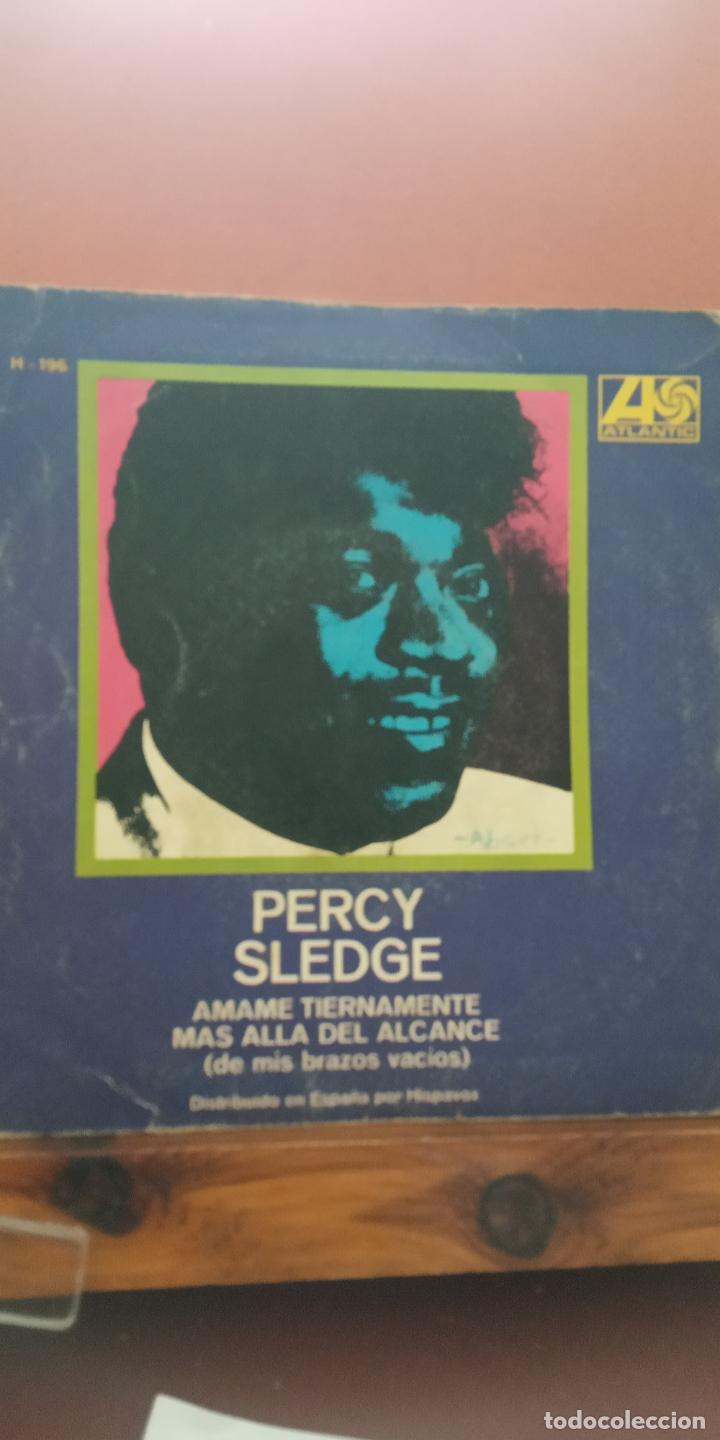 H - 196
ATLANTIC
PERCY
SLEDGE
AMAME TIERNAMENTE
MAS ALLA DEL ALCANCE
(de mis brazos vacios)
Distribuido en España por Hispavox
todocoleccion